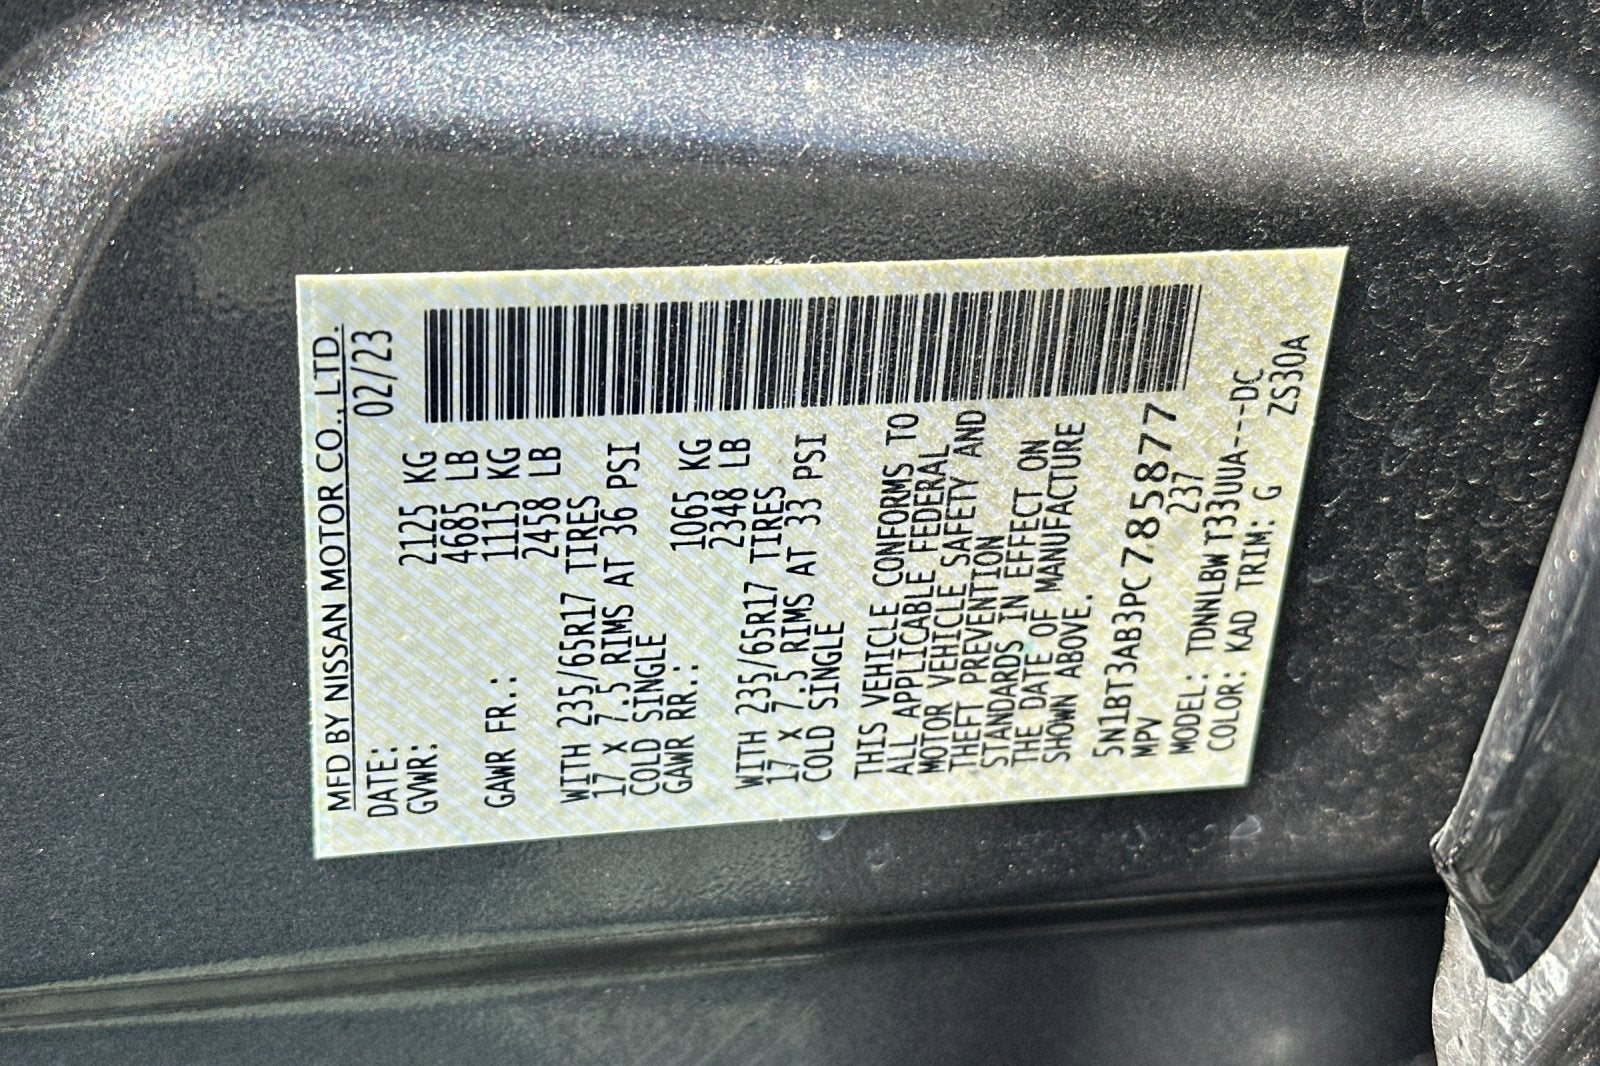 MFD BY NISSAN MOTOR CO., LTD.
DATE: 02/23
GVWR: 2125 KG
4685 LB
GAWR FR.: 1115 KG
2458 LB
WITH 235/65R17 TIRES
17 X 7.5 RIMS AT 36 PSI
COLD SINGLE
GAWR RR.: 1065 KG
2348 LB
WITH 235/65R17 TIRES
17 X 7.5 RIMS AT 33 PSI
COLD SINGLE
THIS VEHICLE CONFORMS TO
ALL APPLICABLE FEDERAL
MOTOR VEHICLE SAFETY AND
THEFT PREVENTION
STANDARDS IN EFFECT ON
THE DATE OF MANUFACTURE
SHOWN ABOVE.
5N1BT3AB3PC785877
MPV 237
MODEL: TDNNLBW T33UUA---DC
COLOR: KAD TRIM: G ZS30A